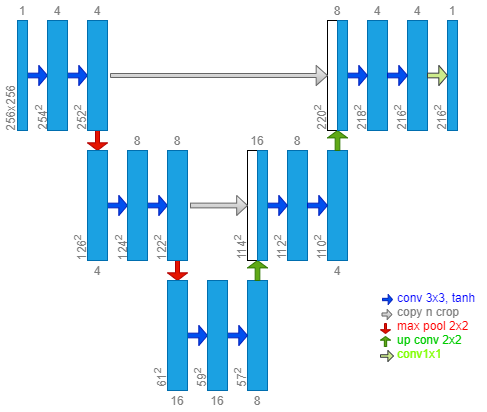 1 4 4 8 4 4 1
256x256 254² 252² 220² 218² 216² 216²
8 8 16 8
126² 124² 122² 114² 112² 110²
4 4
61² 59² 57²
16 16 8
conv 3x3, tanh
copy n crop
max pool 2x2
up conv 2x2
conv1x1